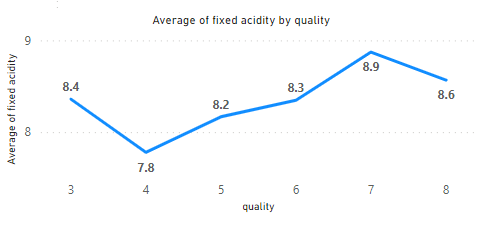 Average of fixed acidity by quality
Average of fixed acidity
9
8
8.4
7.8
8.2
8.3
8.9
8.6
3 4 5 6 7 8
quality